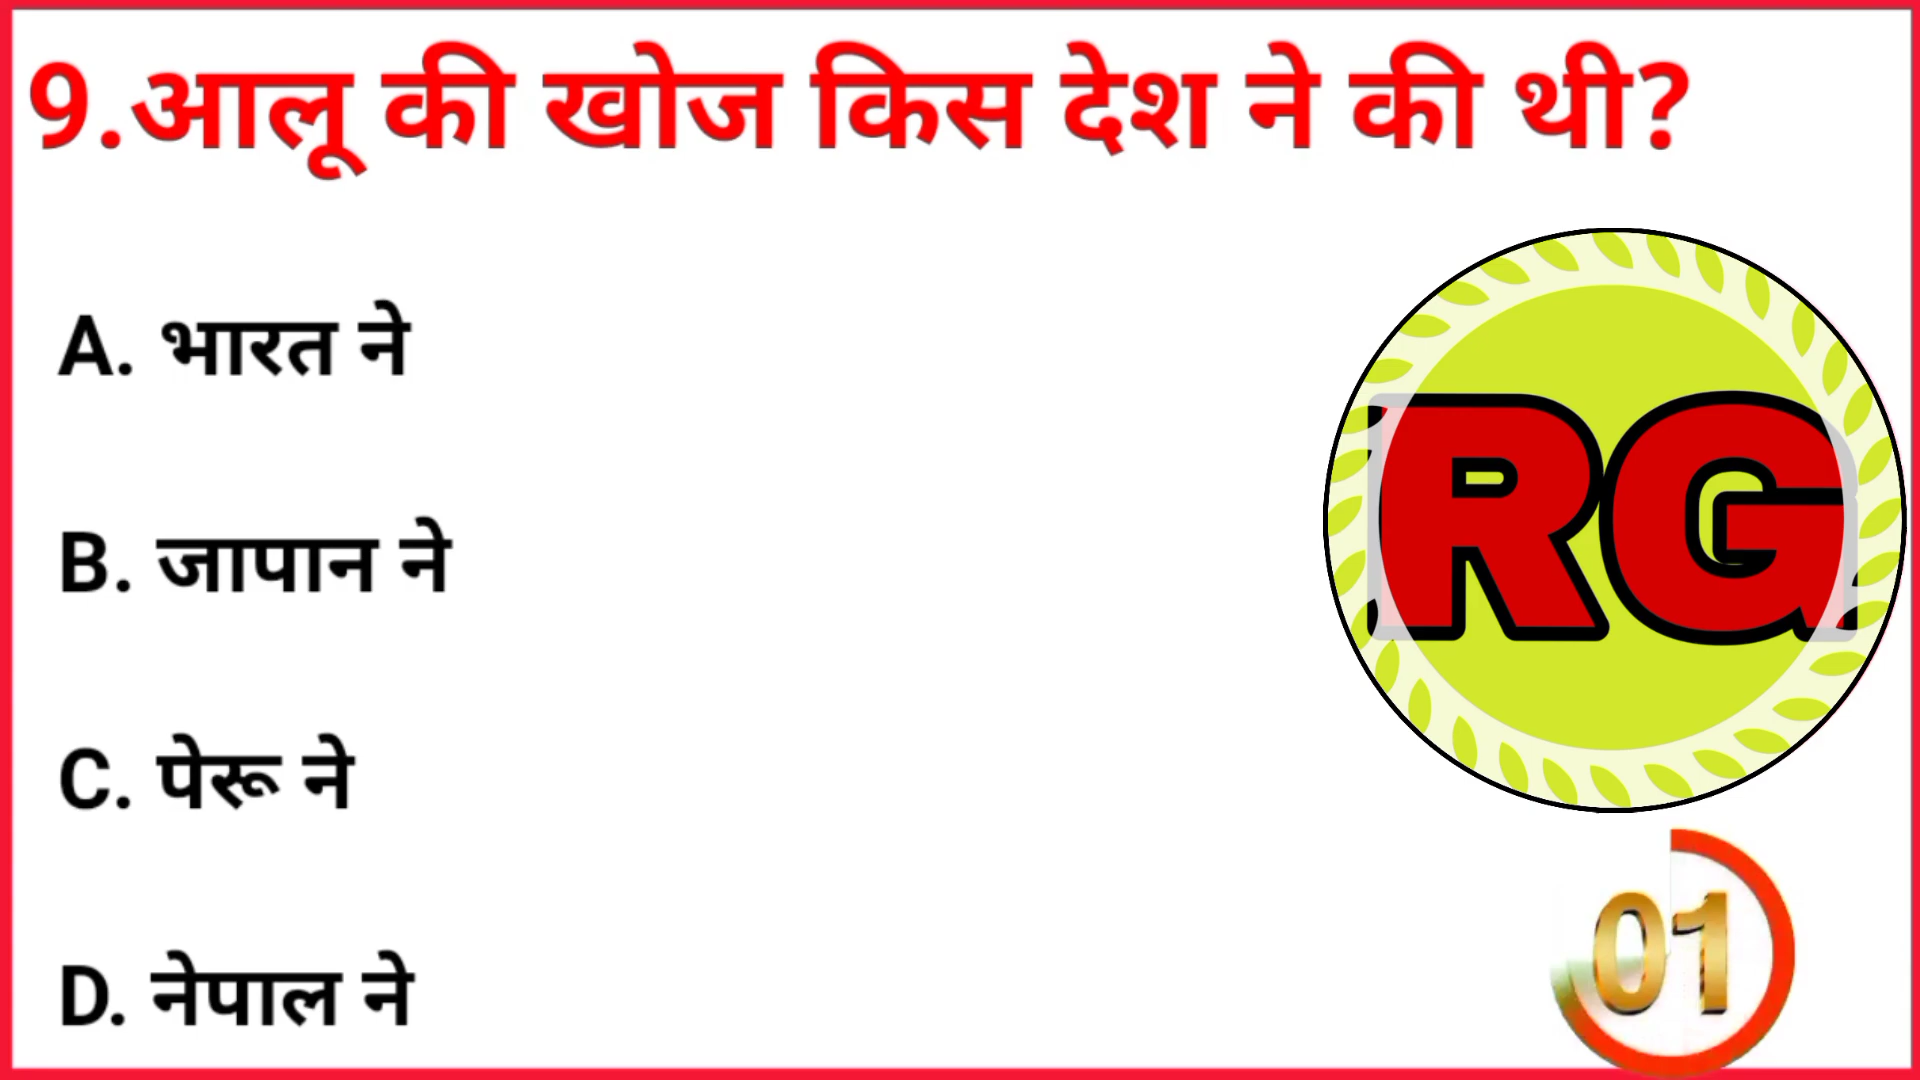 9.आलू की खोज किस देश ने की थी?
A. भारत ने
B. जापान ने
C. पेरू ने
D. नेपाल ने
RG
01